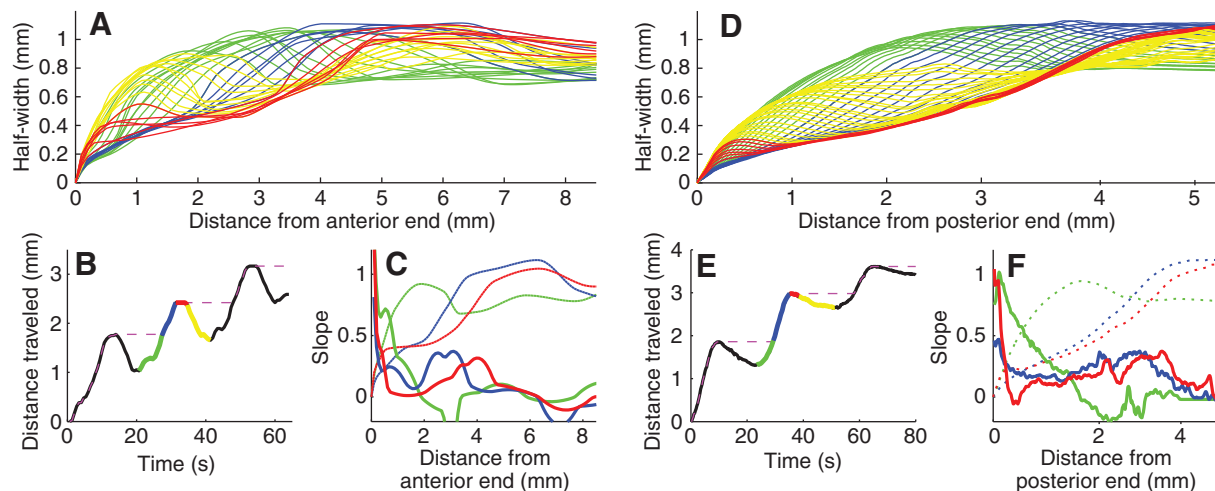 A
Half-width (mm)
1
0.8
0.6
0.4
0.2
0
0 1 2 3 4 5 6 7 8
Distance from anterior end (mm)
D
Half-width (mm)
1
0.8
0.6
0.4
0.2
0
0 1 2 3 4 5
Distance from posterior end (mm)
B
Distance traveled (mm)
3
2
1
0
0 20 40 60
Time (s)
C
Slope
1
0.5
0
0 2 4 6 8
Distance from
anterior end (mm)
E
Distance traveled (mm)
4
3
2
1
0
0 20 40 60 80
Time (s)
F
Slope
1
0.5
0
0 2 4
Distance from
posterior end (mm)